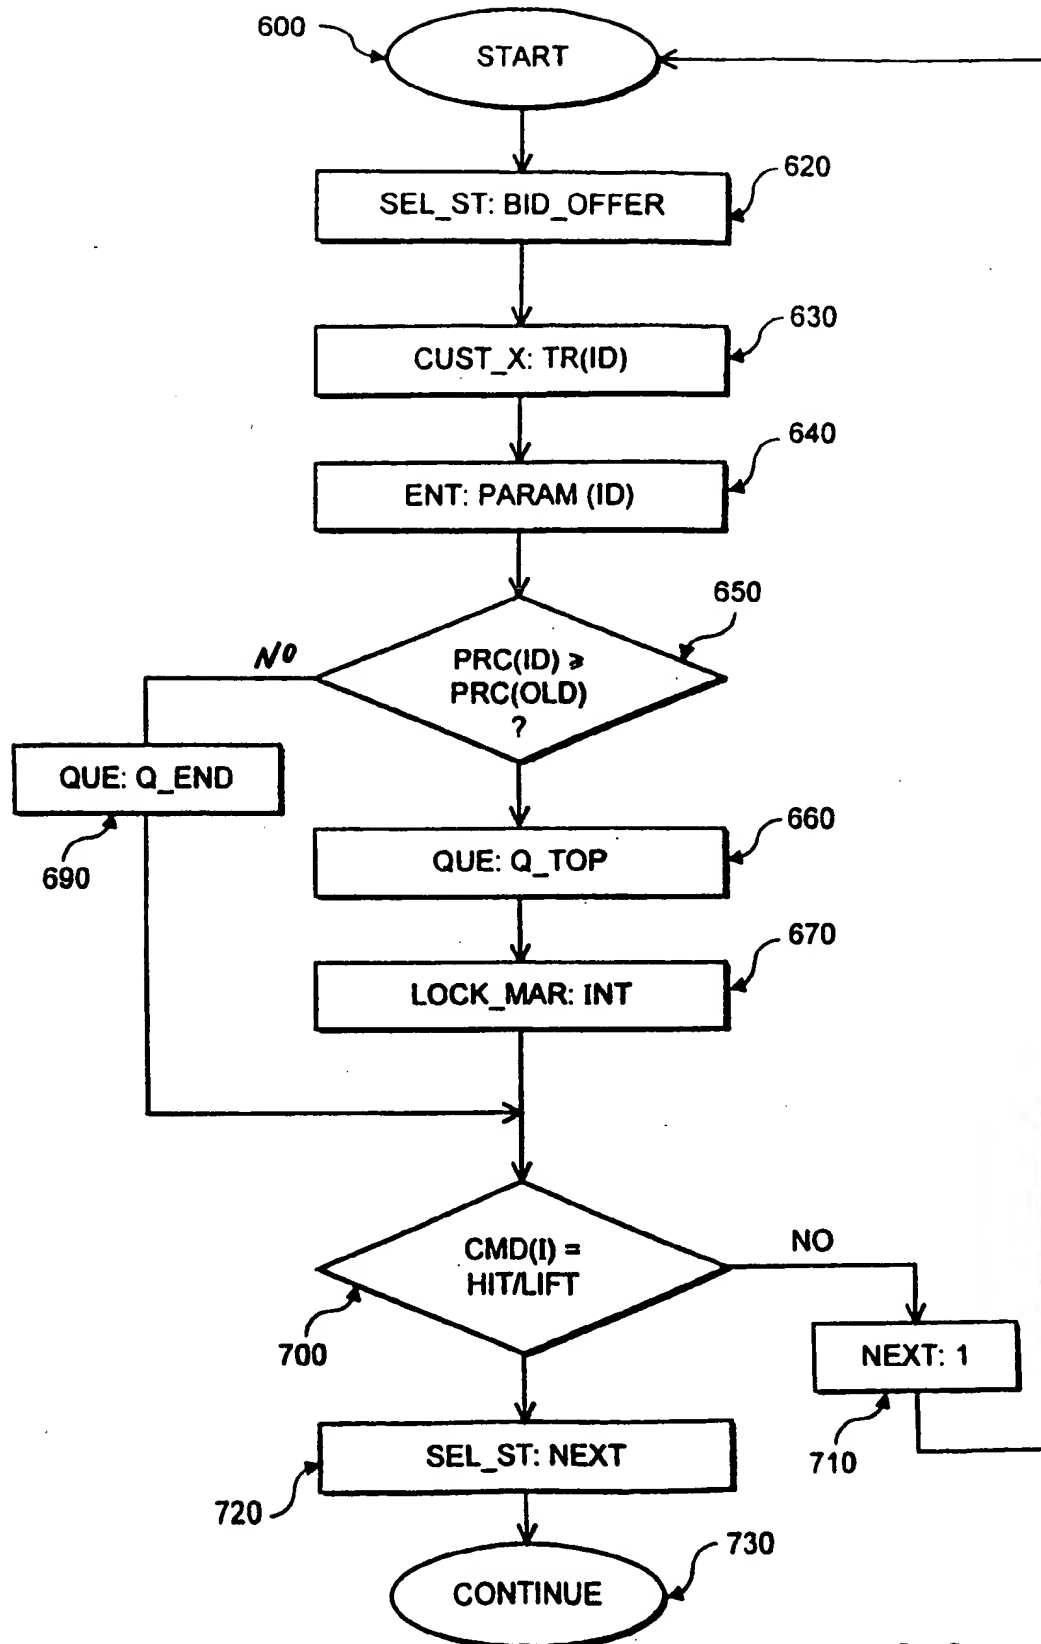 600
START
620
SEL_ST: BID_OFFER
630
CUST_X: TR(ID)
640
ENT: PARAM (ID)
650
NO
PRC(ID) ≥
PRC(OLD)
?
QUE: Q_END
690
660
QUE: Q_TOP
670
LOCK_MAR: INT
CMD(I) =
HIT/LIFT
NO
700
NEXT: 1
710
SEL_ST: NEXT
720
730
CONTINUE